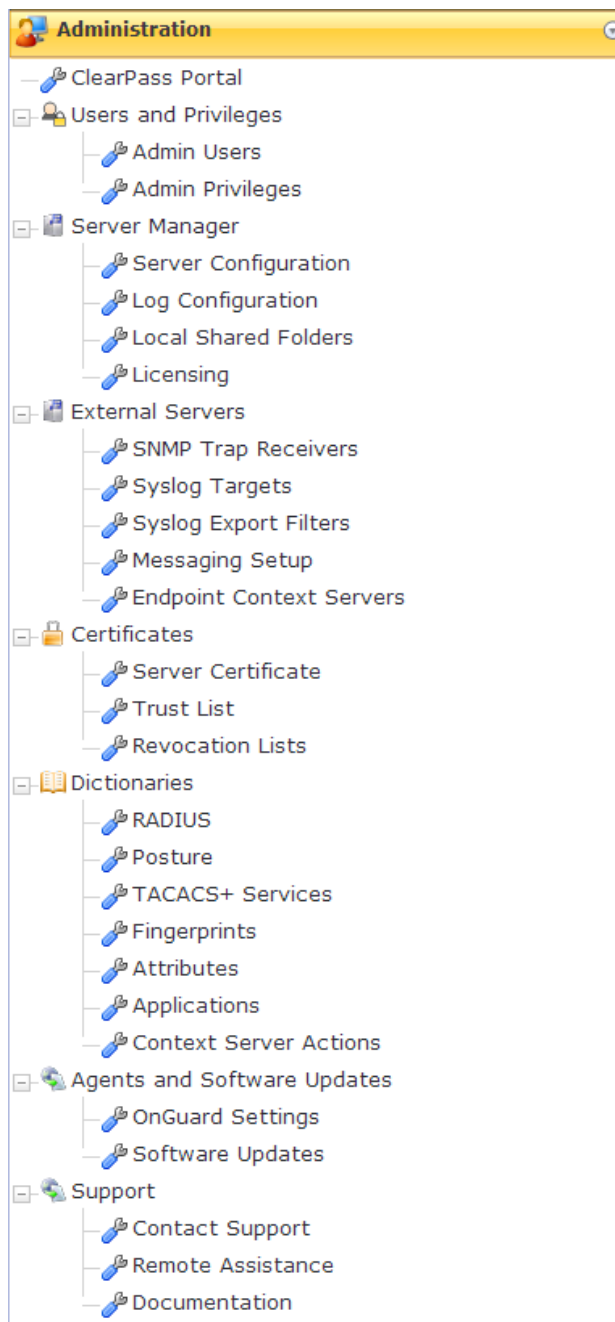 Administration
ClearPass Portal
Users and Privileges
Admin Users
Admin Privileges
Server Manager
Server Configuration
Log Configuration
Local Shared Folders
Licensing
External Servers
SNMP Trap Receivers
Syslog Targets
Syslog Export Filters
Messaging Setup
Endpoint Context Servers
Certificates
Server Certificate
Trust List
Revocation Lists
Dictionaries
RADIUS
Posture
TACACS+ Services
Fingerprints
Attributes
Applications
Context Server Actions
Agents and Software Updates
OnGuard Settings
Software Updates
Support
Contact Support
Remote Assistance
Documentation